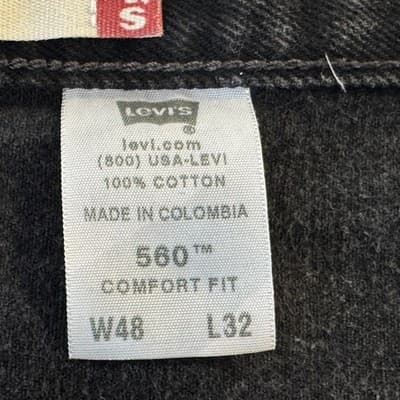 S
LEVI'S
®
levi.com
(800) USA-LEVI
100% COTTON
MADE IN COLOMBIA
560™
COMFORT FIT
W48 L32